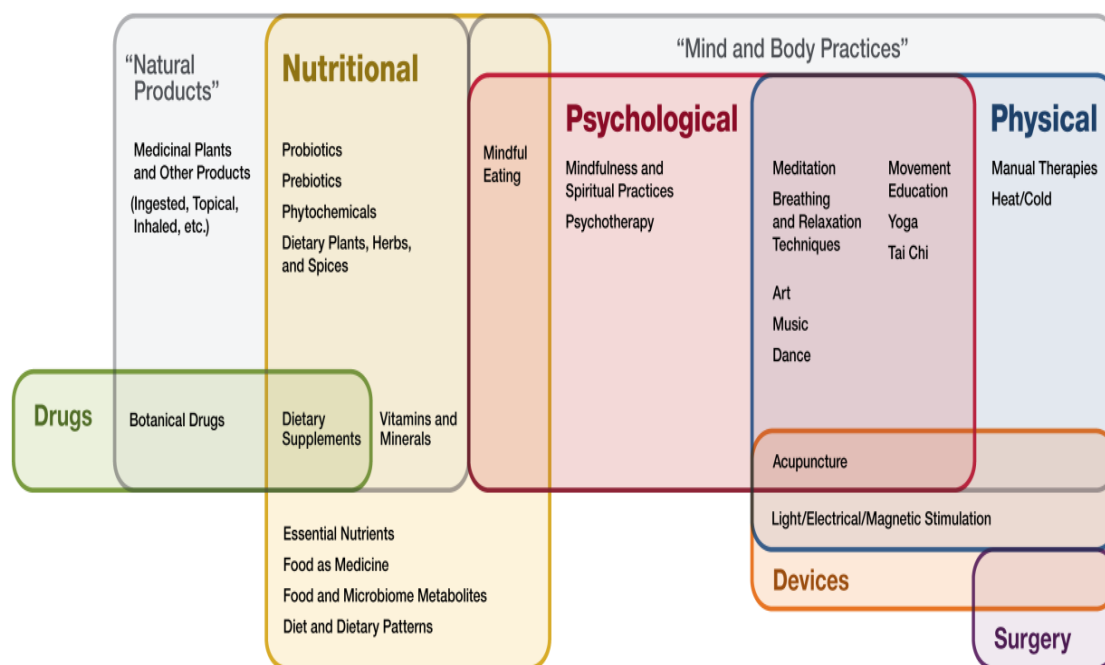 “Natural
Products”
Medicinal Plants
and Other Products
(Ingested, Topical,
Inhaled, etc.)
Nutritional
Probiotics
Prebiotics
Phytochemicals
Dietary Plants, Herbs,
and Spices
“Mind and Body Practices”
Mindful
Eating
Psychological
Mindfulness and
Spiritual Practices
Psychotherapy
Meditation
Breathing
and Relaxation
Techniques
Art
Music
Dance
Movement
Education
Yoga
Tai Chi
Physical
Manual Therapies
Heat/Cold
Drugs
Botanical Drugs
Dietary
Supplements
Vitamins and
Minerals
Acupuncture
Light/Electrical/Magnetic Stimulation
Essential Nutrients
Food as Medicine
Food and Microbiome Metabolites
Diet and Dietary Patterns
Devices
Surgery